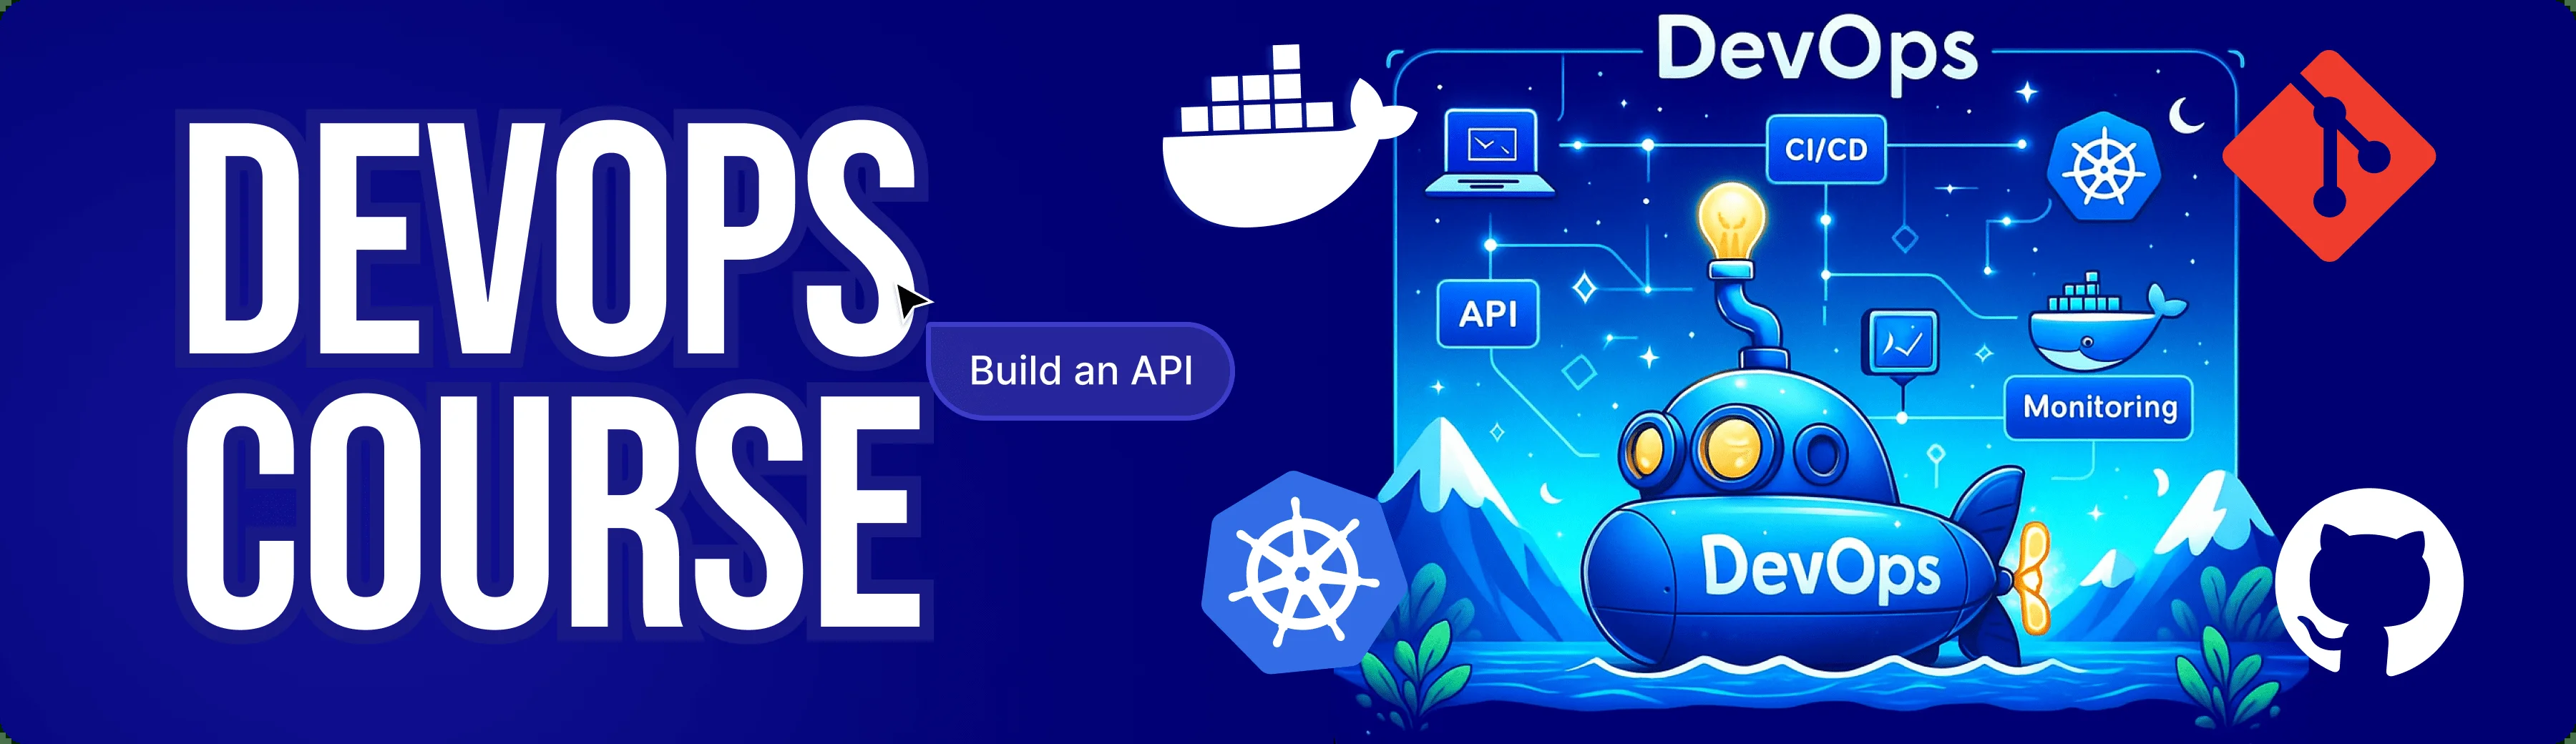 DEVOPS
COURSE
Build an API
DevOps
CI/CD
API
Monitoring
DevOps